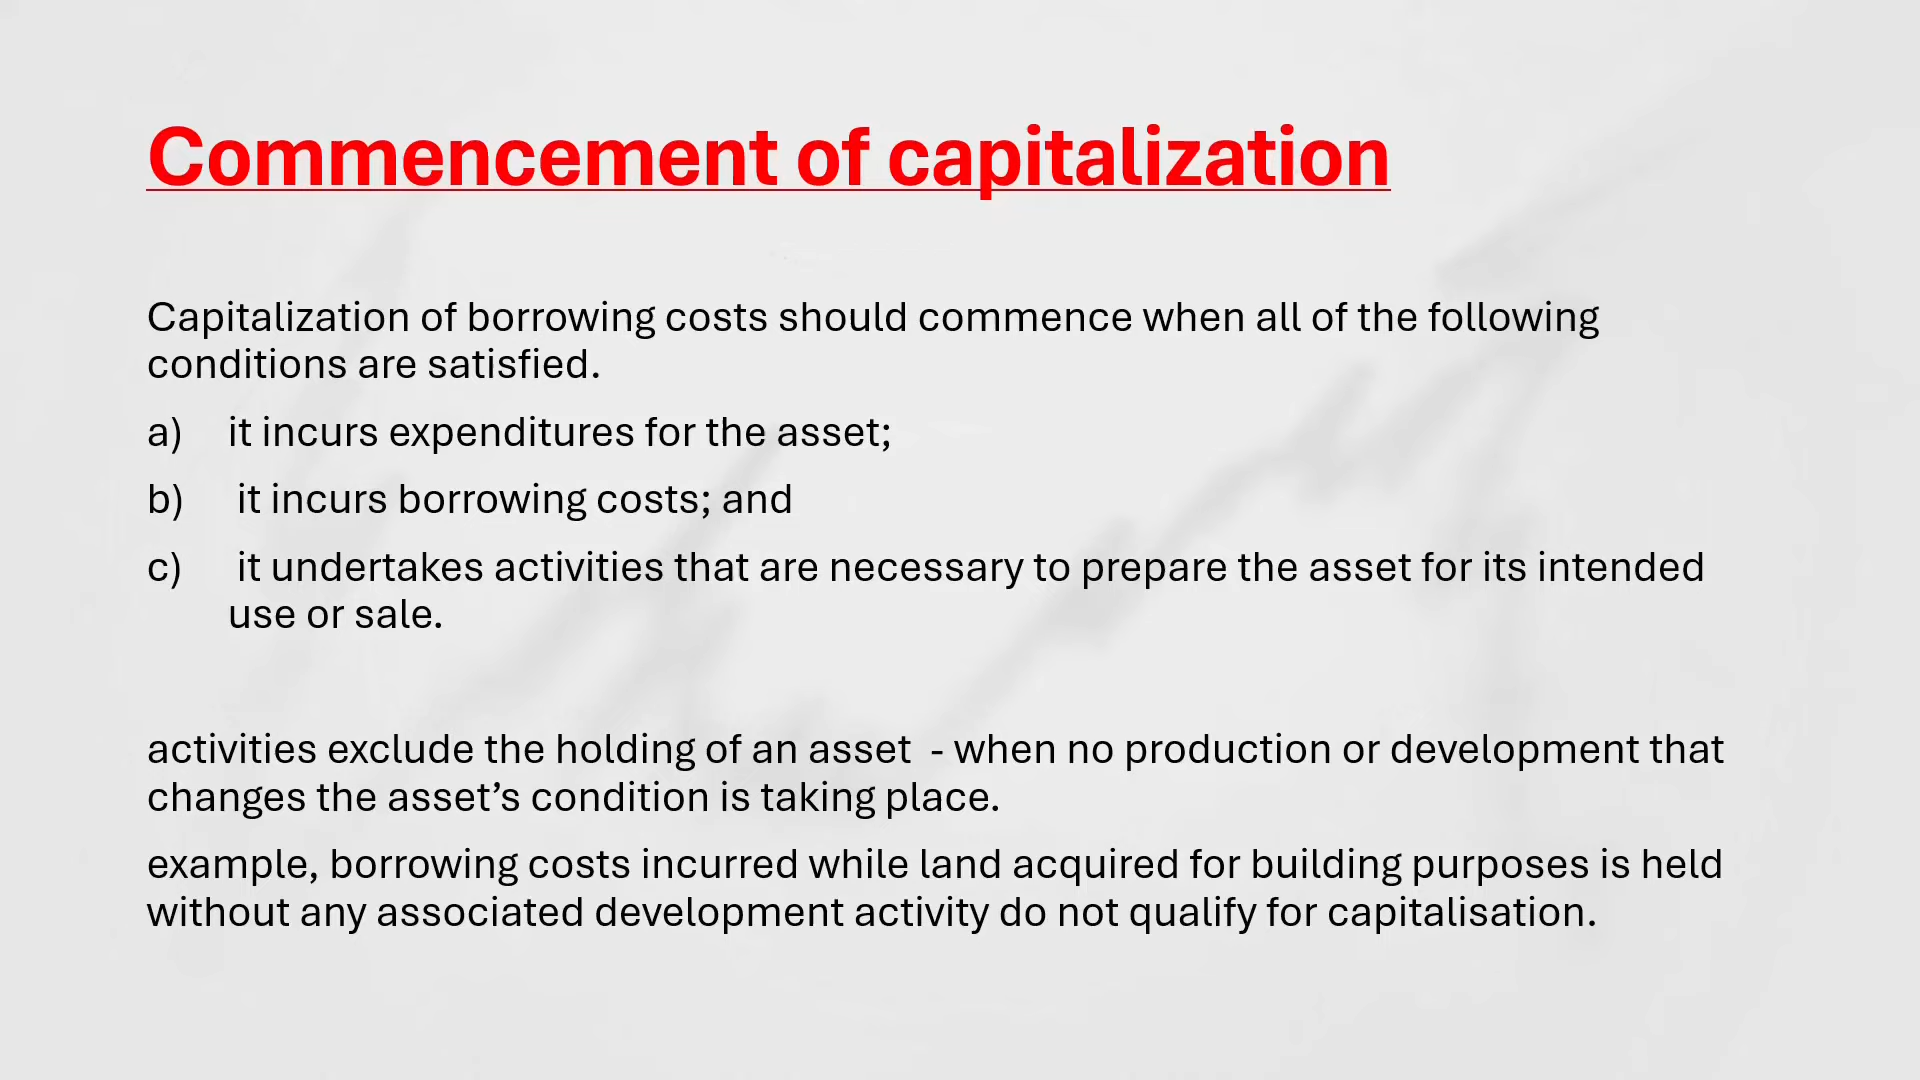 Commencement of capitalization
Capitalization of borrowing costs should commence when all of the following
conditions are satisfied.
a) it incurs expenditures for the asset;
b) it incurs borrowing costs; and
c) it undertakes activities that are necessary to prepare the asset for its intended
use or sale.
activities exclude the holding of an asset - when no production or development that
changes the asset’s condition is taking place.
example, borrowing costs incurred while land acquired for building purposes is held
without any associated development activity do not qualify for capitalisation.